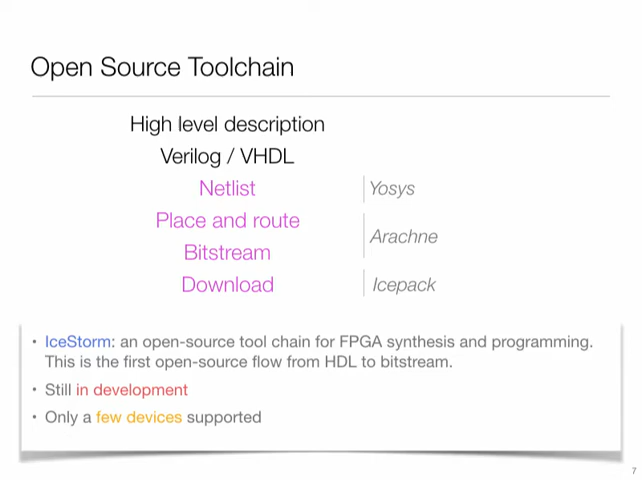 Open Source Toolchain
High level description
Verilog / VHDL
Netlist
Yosys
Place and route
Arachne
Bitstream
Download
Icepack
• IceStorm: an open-source tool chain for FPGA synthesis and programming.
This is the first open-source flow from HDL to bitstream.
• Still in development
• Only a few devices supported
7